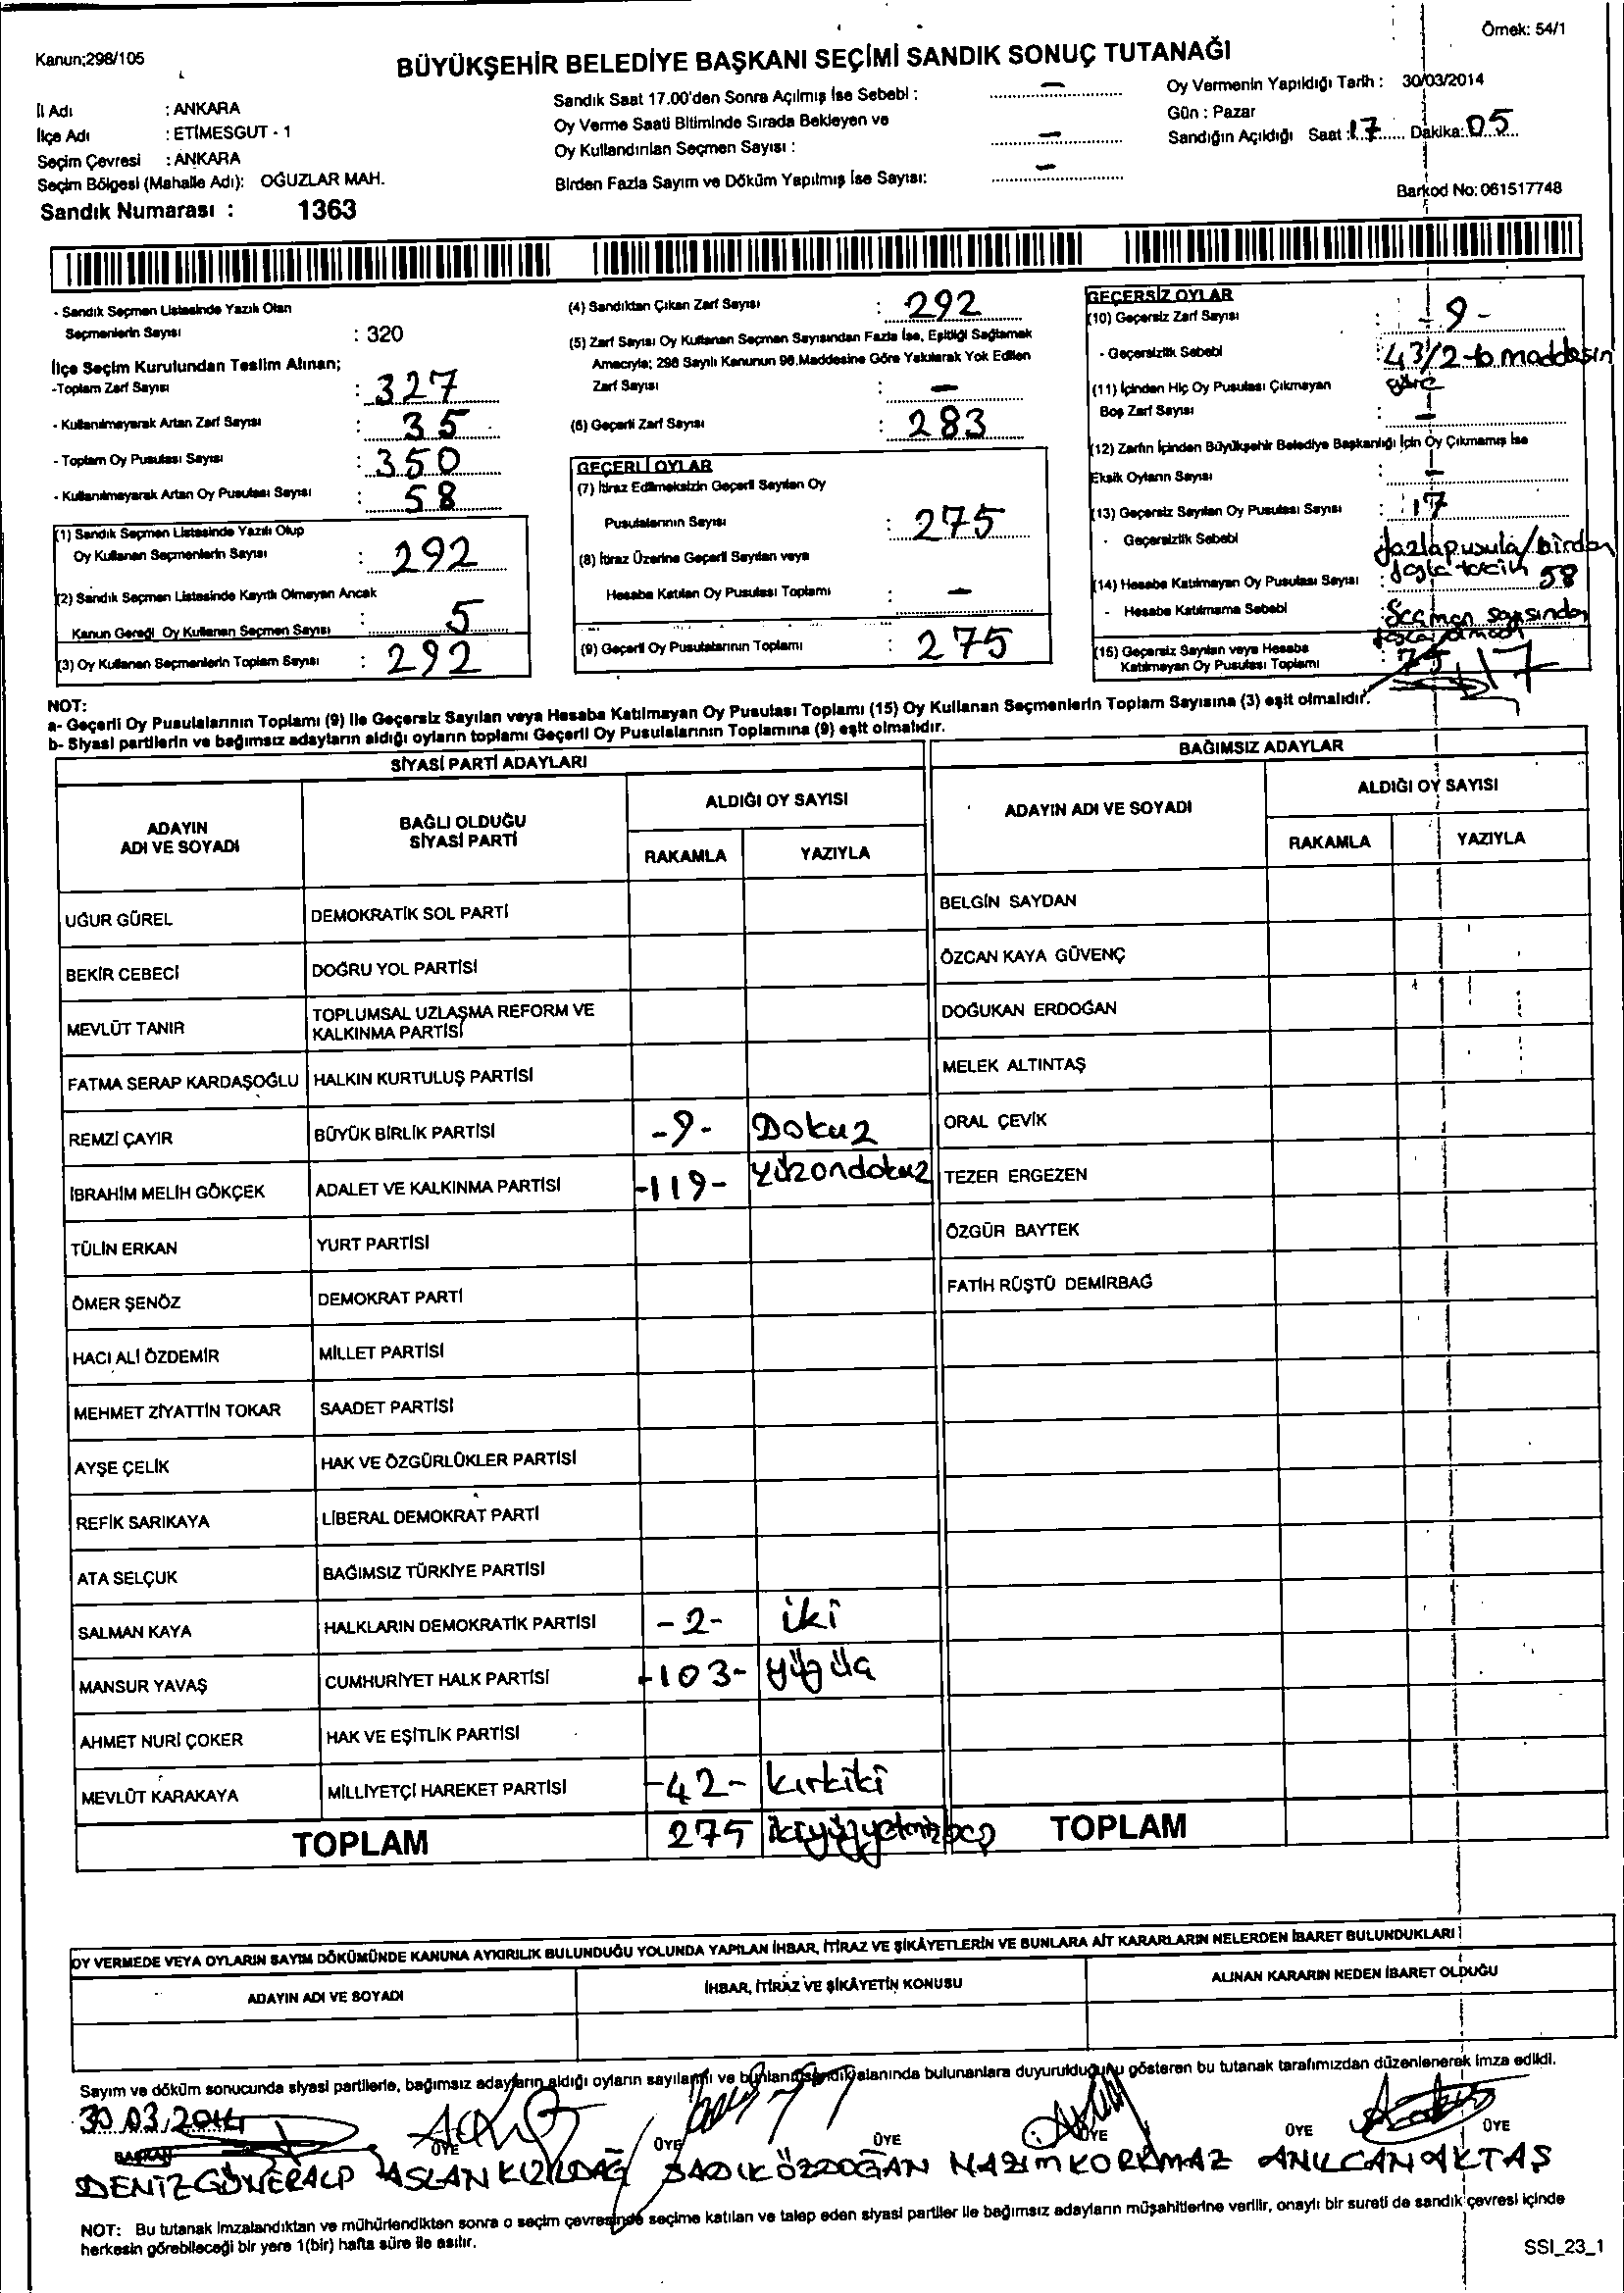 Örnek: 54/1
Kanun;298/105
BÜYÜKŞEHİR BELEDİYE BAŞKANI SEÇİMİ SANDIK SONUÇ TUTANAĞI
İl Adı : ANKARA
İlçe Adı : ETİMESGUT - 1
Seçim Çevresi : ANKARA
Seçim Bölgesi (Mahalle Adı): OĞUZLAR MAH.
Sandık Numarası : 1363
Sandık Saat 17.00'den Sonra Açılmış İse Sebebi : –
Oy Verme Saati Bitiminde Sırada Bekleyen ve
Oy Kullandırılan Seçmen Sayısı : –
Birden Fazla Sayım ve Döküm Yapılmış İse Sayısı: –
Oy Vermenin Yapıldığı Tarih : 30/03/2014
Gün : Pazar
Sandığın Açıldığı Saat : 17 Dakika: 05
Barkod No: 061517748
- Sandık Seçmen Listesinde Yazılı Olan
Seçmenlerin Sayısı : 320
İlçe Seçim Kurulundan Teslim Alınan;
-Toplam Zarf Sayısı : 327
- Kullanılmayarak Artan Zarf Sayısı : 35
- Toplam Oy Pusulası Sayısı : 350
- Kullanılmayarak Artan Oy Pusulası Sayısı : 58
(1) Sandık Seçmen Listesinde Yazılı Olup
Oy Kullanan Seçmenlerin Sayısı : 292
(2) Sandık Seçmen Listesinde Kayıtlı Olmayan Ancak
Kanun Gereği Oy Kullanan Seçmen Sayısı : 5
(3) Oy Kullanan Seçmenlerin Toplam Sayısı : 292
(4) Sandıktan Çıkan Zarf Sayısı : 292
(5) Zarf Sayısı Oy Kullanan Seçmen Sayısından Fazla İse, Eşitliği Sağlamak
Amacıyla; 298 Sayılı Kanunun 98.Maddesine Göre Yakılarak Yok Edilen
Zarf Sayısı : –
(6) Geçerli Zarf Sayısı : 283
GEÇERLİ OYLAR
(7) İtiraz Edilmeksizin Geçerli Sayılan Oy
Pusulalarının Sayısı : 275
(8) İtiraz Üzerine Geçerli Sayılan veya
Hesaba Katılan Oy Pusulası Toplamı : –
(9) Geçerli Oy Pusulalarının Toplamı : 275
GEÇERSİZ OYLAR
(10) Geçersiz Zarf Sayısı : - 9 -
- Geçersizlik Sebebi : 43/2-b maddesin
göre
(11) İçinden Hiç Oy Pusulası Çıkmayan
Boş Zarf Sayısı : –
(12) Zarfın İçinden Büyükşehir Belediye Başkanlığı İçin Oy Çıkmamış İse
Eksik Oyların Sayısı : –
(13) Geçersiz Sayılan Oy Pusulası Sayısı : 17
- Geçersizlik Sebebi fazla pusula/birden
fazla tercih
(14) Hesaba Katılmayan Oy Pusulası Sayısı : 58
- Hesaba Katılmama Sebebi : Seçmen sayısından
(15) Geçersiz Sayılan veya Hesaba
Katılmayan Oy Pusulası Toplamı : 17
NOT:
a- Geçerli Oy Pusulalarının Toplamı (9) ile Geçersiz Sayılan veya Hesaba Katılmayan Oy Pusulası Toplamı (15) Oy Kullanan Seçmenlerin Toplam Sayısına (3) eşit olmalıdır.
b- Siyasi partilerin ve bağımsız adayların aldığı oyların toplamı Geçerli Oy Pusulalarının Toplamına (9) eşit olmalıdır.
SİYASİ PARTİ ADAYLARI BAĞIMSIZ ADAYLAR
ADAYIN ADI VE SOYADI BAĞLI OLDUĞU SİYASİ PARTİ ALDIĞI OY SAYISI ADAYIN ADI VE SOYADI ALDIĞI OY SAYISI
RAKAMLA YAZIYLA RAKAMLA YAZIYLA
UĞUR GÜREL DEMOKRATİK SOL PARTİ BELGİN SAYDAN
BEKİR CEBECİ DOĞRU YOL PARTİSİ ÖZCAN KAYA GÜVENÇ
MEVLÜT TANIR TOPLUMSAL UZLAŞMA REFORM VE KALKINMA PARTİSİ DOĞUKAN ERDOĞAN
FATMA SERAP KARDAŞOĞLU HALKIN KURTULUŞ PARTİSİ MELEK ALTINTAŞ
REMZİ ÇAYIR BÜYÜK BİRLİK PARTİSİ -9- Dokuz ORAL ÇEVİK
İBRAHİM MELİH GÖKÇEK ADALET VE KALKINMA PARTİSİ -119- yüzondokuz TEZER ERGEZEN
TÜLİN ERKAN YURT PARTİSİ ÖZGÜR BAYTEK
ÖMER ŞENÖZ DEMOKRAT PARTİ FATİH RÜŞTÜ DEMİRBAĞ
HACI ALİ ÖZDEMİR MİLLET PARTİSİ
MEHMET ZİYATTİN TOKAR SAADET PARTİSİ
AYŞE ÇELİK HAK VE ÖZGÜRLÜKLER PARTİSİ
REFİK SARIKAYA LİBERAL DEMOKRAT PARTİ
ATA SELÇUK BAĞIMSIZ TÜRKİYE PARTİSİ
SALMAN KAYA HALKLARIN DEMOKRATİK PARTİSİ -2- iki
MANSUR YAVAŞ CUMHURİYET HALK PARTİSİ -103- yüzüç
AHMET NURİ ÇOKER HAK VE EŞİTLİK PARTİSİ
MEVLÜT KARAKAYA MİLLİYETÇİ HAREKET PARTİSİ -42- kırkiki
TOPLAM 275 ikiyüzyetmişbeş TOPLAM
OY VERMEDE VEYA OYLARIN SAYIM DÖKÜMÜNDE KANUNA AYKIRILIK BULUNDUĞU YOLUNDA YAPILAN İHBAR, İTİRAZ VE ŞİKÂYETLERİN VE BUNLARA AİT KARARLARIN NELERDEN İBARET BULUNDUKLARI
ADAYIN ADI VE SOYADI İHBAR, İTİRAZ VE ŞİKÂYETİN KONUSU ALINAN KARARIN NEDEN İBARET OLDUĞU
Sayım ve döküm sonucunda siyasi partilerle, bağımsız adayların aldığı oyların sayılarını ve bunların sandık alanında bulunanlara duyurulduğunu gösteren bu tutanak tarafımızdan düzenlenerek imza edildi.
30.03.2014
BAŞKAN ÜYE ÜYE ÜYE ÜYE ÜYE ÜYE
DENİZ GÜNERALP ASLAN KIZILDAĞ SADIK ÖZDOĞAN NAZIM KORKMAZ ANILCAN AKTAŞ
NOT: Bu tutanak imzalandıktan ve mühürlendikten sonra o seçim çevresinde seçime katılan ve talep eden siyasi partiler ile bağımsız adayların müşahitlerine verilir, onaylı bir sureti de sandık çevresi içinde
herkesin görebileceği bir yere 1(bir) hafta süre ile asılır.
SSI_23_1